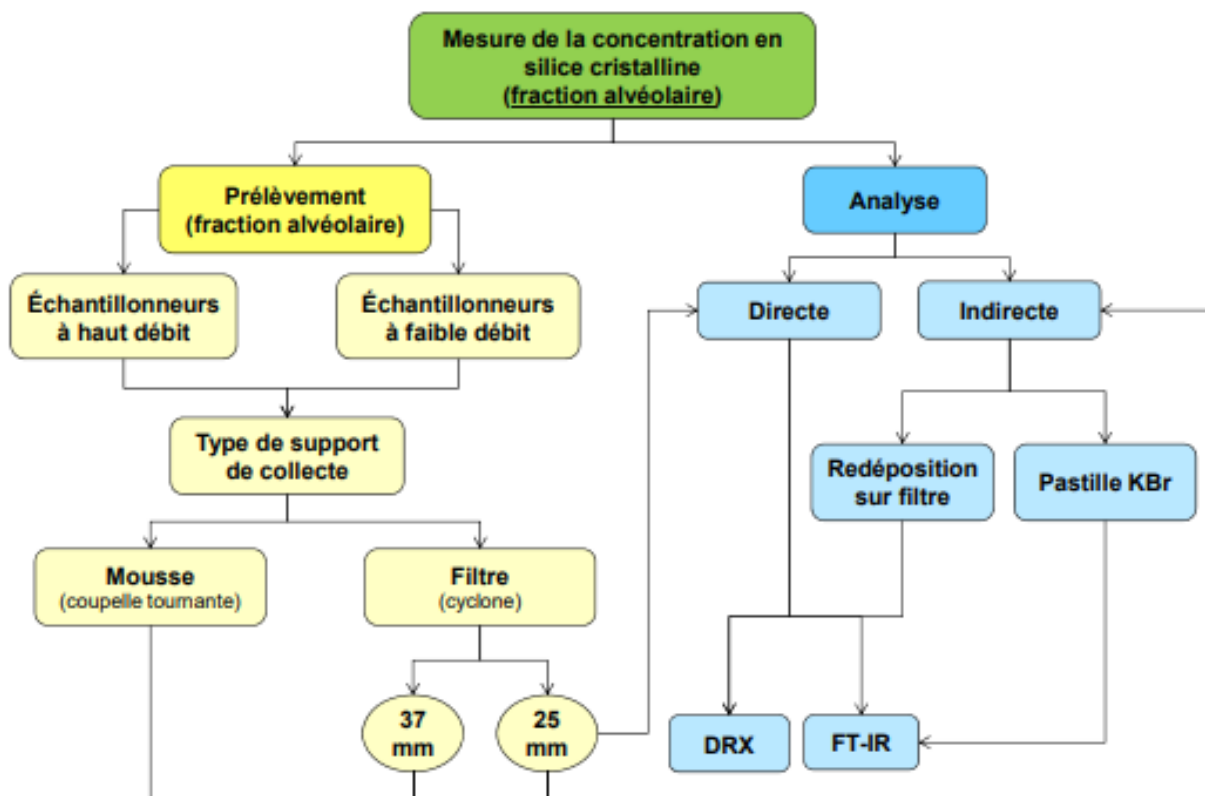 Mesure de la concentration en
silice cristalline
(fraction alvéolaire)
Prélèvement
(fraction alvéolaire)
Analyse
Échantillonneurs
à haut débit
Échantillonneurs
à faible débit
Directe
Indirecte
Type de support
de collecte
Redéposition
sur filtre
Pastille KBr
Mousse
(coupelle tournante)
Filtre
(cyclone)
37
mm
25
mm
DRX
FT-IR